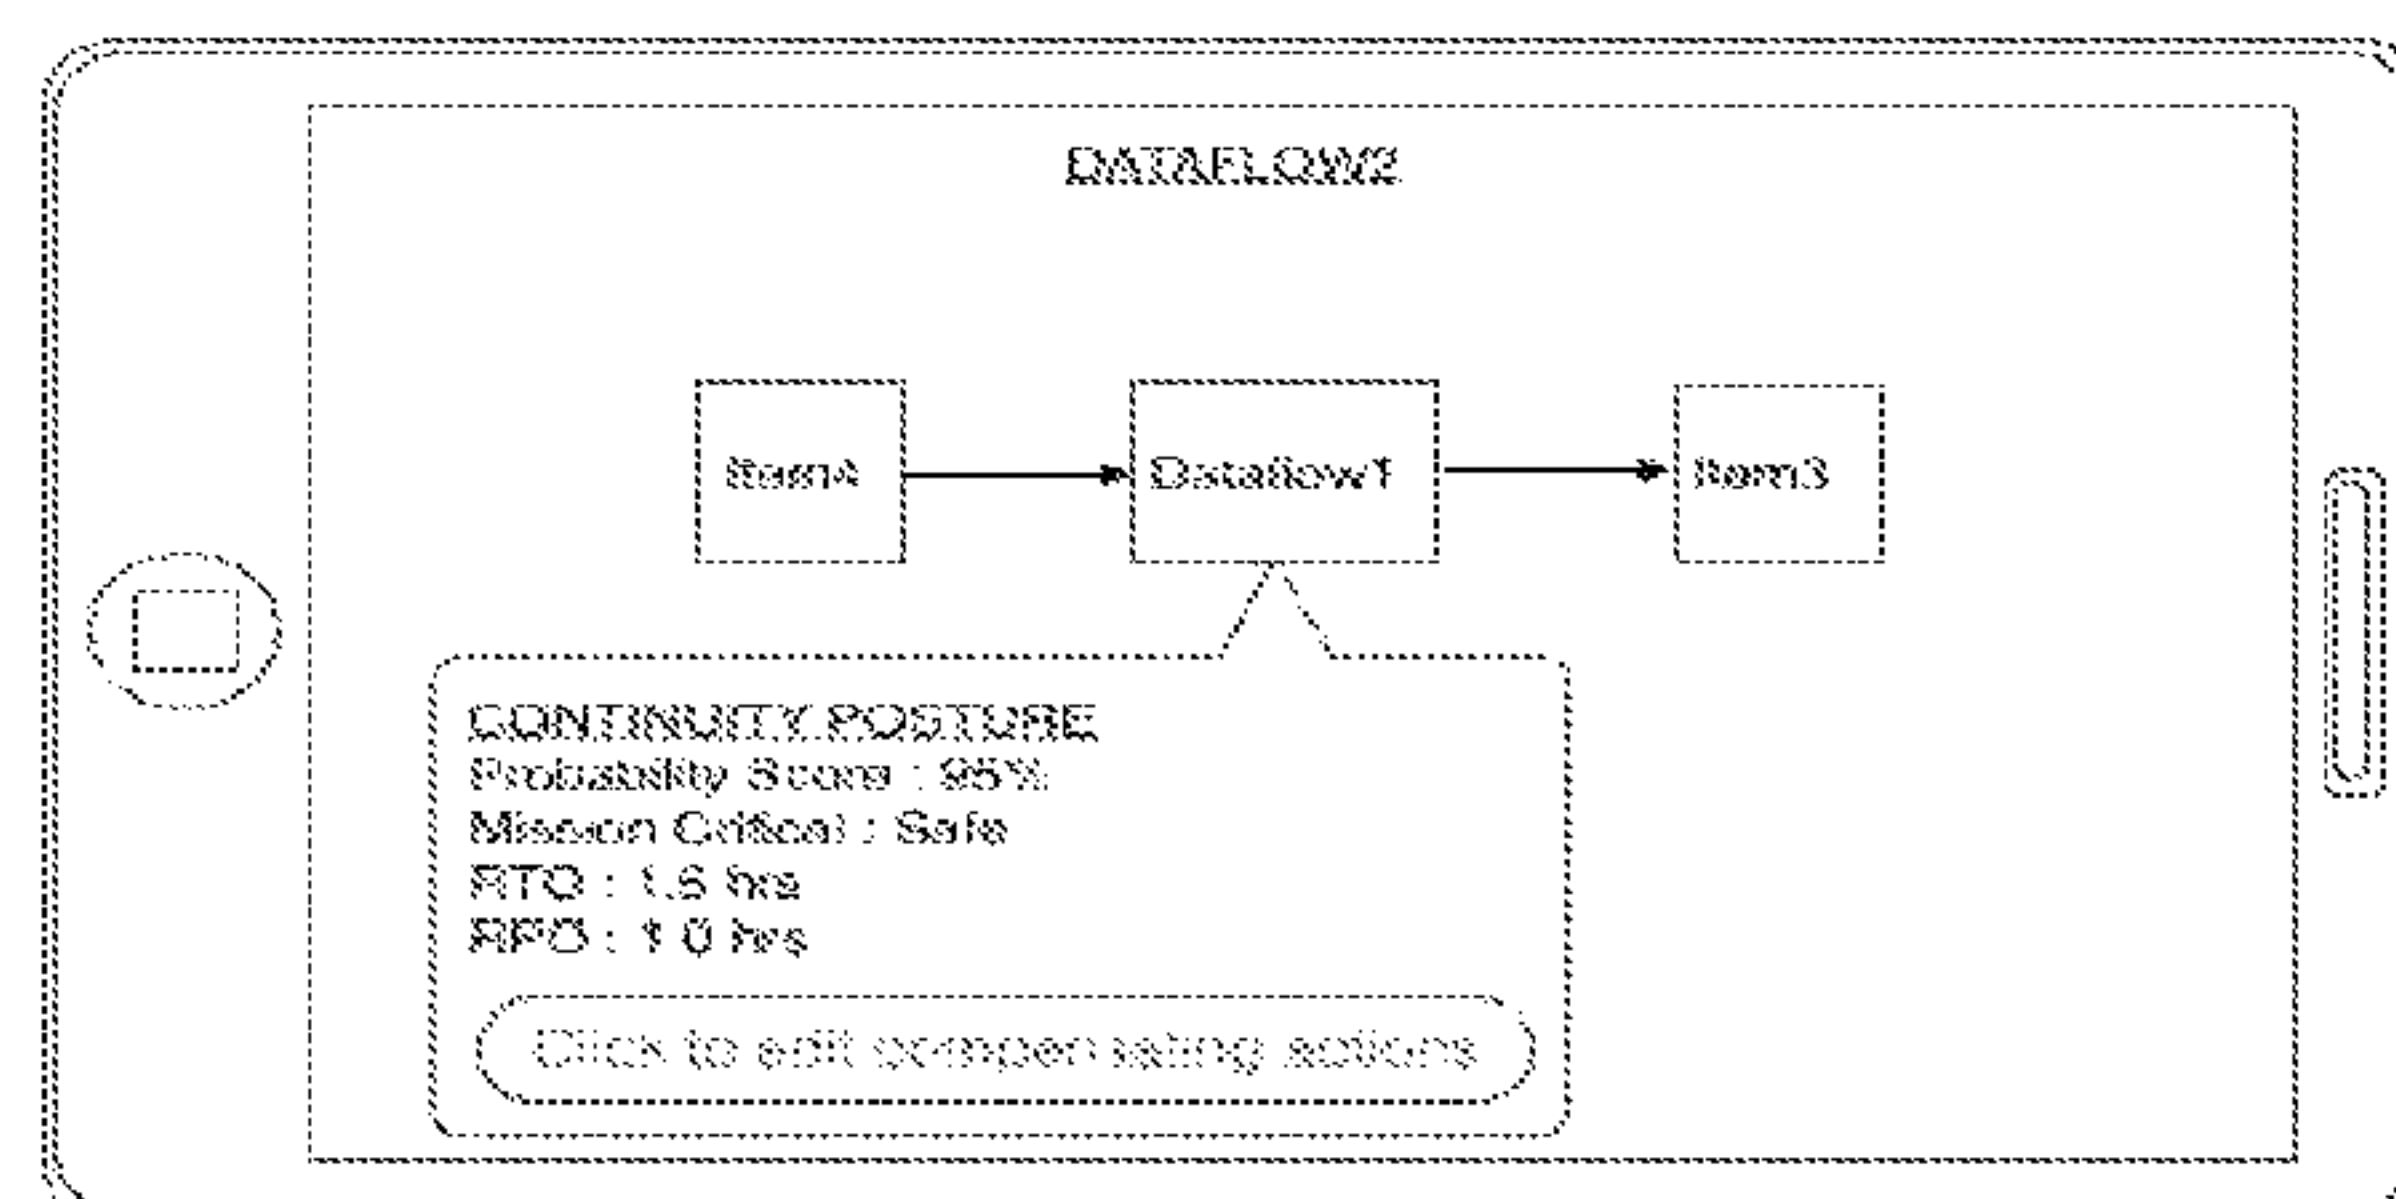 DATAFLOW2
Item4
Dataflow1
Item3
CONTINUITY POSTURE
Probability Score : 95%
Mission Critical : Safe
RTO : 1.5 hrs
RPO : 1.0 hrs
Click to edit compensating actions